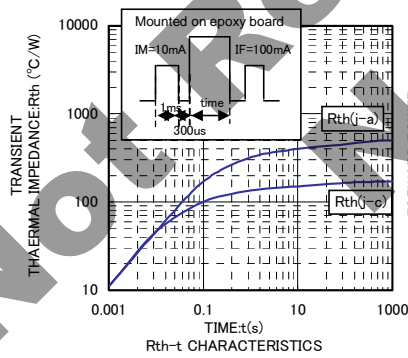 Mounted on epoxy board
IM=10mA
IF=100mA
1ms
time
300us
Rth(j-a)
Rth(j-c)
TRANSIENT
THAERMAL IMPEDANCE:Rth (°C/W)
10000
1000
100
10
0.001
0.1
10
1000
TIME:t(s)
Rth-t CHARACTERISTICS
Not R